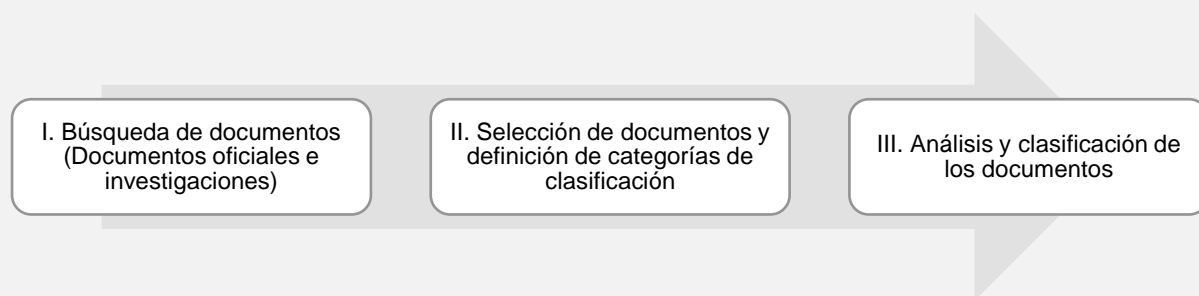 I. Búsqueda de documentos
(Documentos oficiales e
investigaciones)
II. Selección de documentos y
definición de categorías de
clasificación
III. Análisis y clasificación de
los documentos